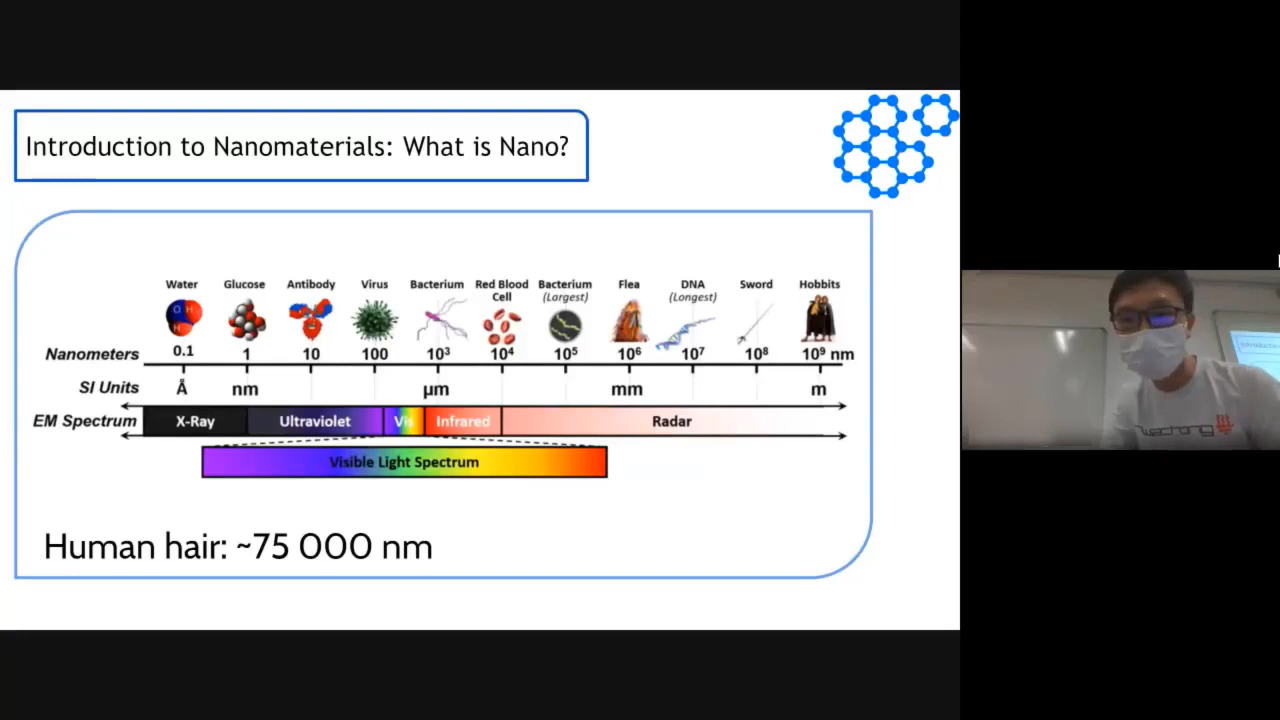 Introduction to Nanomaterials: What is Nano?
Water Glucose Antibody Virus Bacterium Red Blood Cell Bacterium (Largest) Flea DNA (Longest) Sword Hobbits
O H
H
Nanometers 0.1 1 10 100 10³ 10⁴ 10⁵ 10⁶ 10⁷ 10⁸ 10⁹ nm
SI Units Å nm µm mm m
EM Spectrum X-Ray Ultraviolet Vis Infrared Radar
Visible Light Spectrum
Human hair: ~75 000 nm